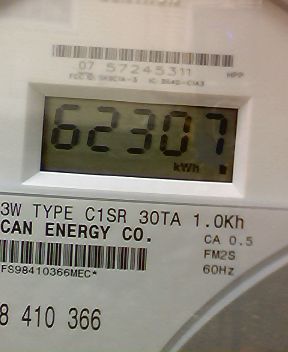 07 57245311
HPP
62307
kWh
3W TYPE C1SR 30TA 1.0Kh
CAN ENERGY CO.
CA 0.5
FM2S
FS98410366MEC*
60Hz
8 410 366